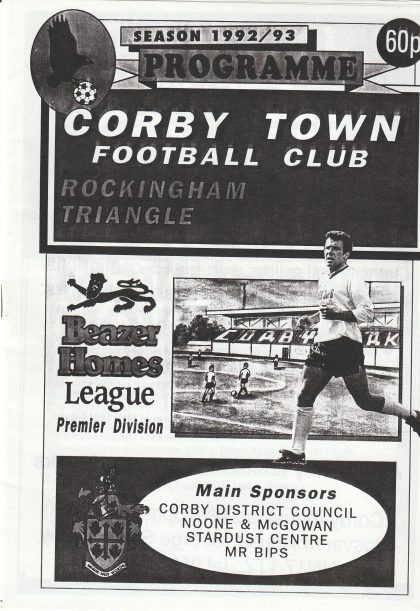 SEASON 1992/93
60p
PROGRAMME
CORBY TOWN
FOOTBALL CLUB
ROCKINGHAM
TRIANGLE
Beazer
Homes
League
Premier Division
Main Sponsors
CORBY DISTRICT COUNCIL
NOONE & McGOWAN
STARDUST CENTRE
MR BIPS